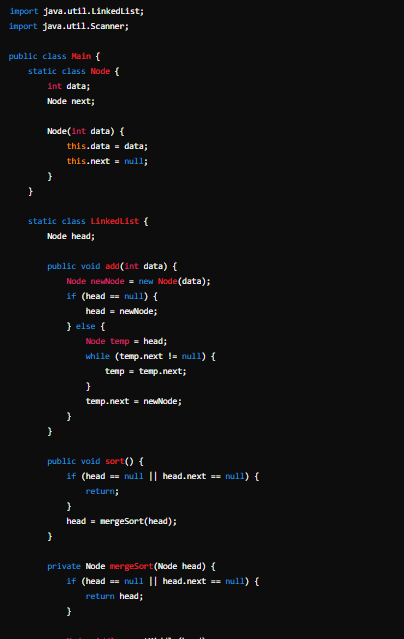 import java.util.LinkedList;
import java.util.Scanner;
public class Main {
static class Node {
int data;
Node next;
Node(int data) {
this.data = data;
this.next = null;
}
}
static class LinkedList {
Node head;
public void add(int data) {
Node newNode = new Node(data);
if (head == null) {
head = newNode;
} else {
Node temp = head;
while (temp.next != null) {
temp = temp.next;
}
temp.next = newNode;
}
}
public void sort() {
if (head == null || head.next == null) {
return;
}
head = mergeSort(head);
}
private Node mergeSort(Node head) {
if (head == null || head.next == null) {
return head;
}